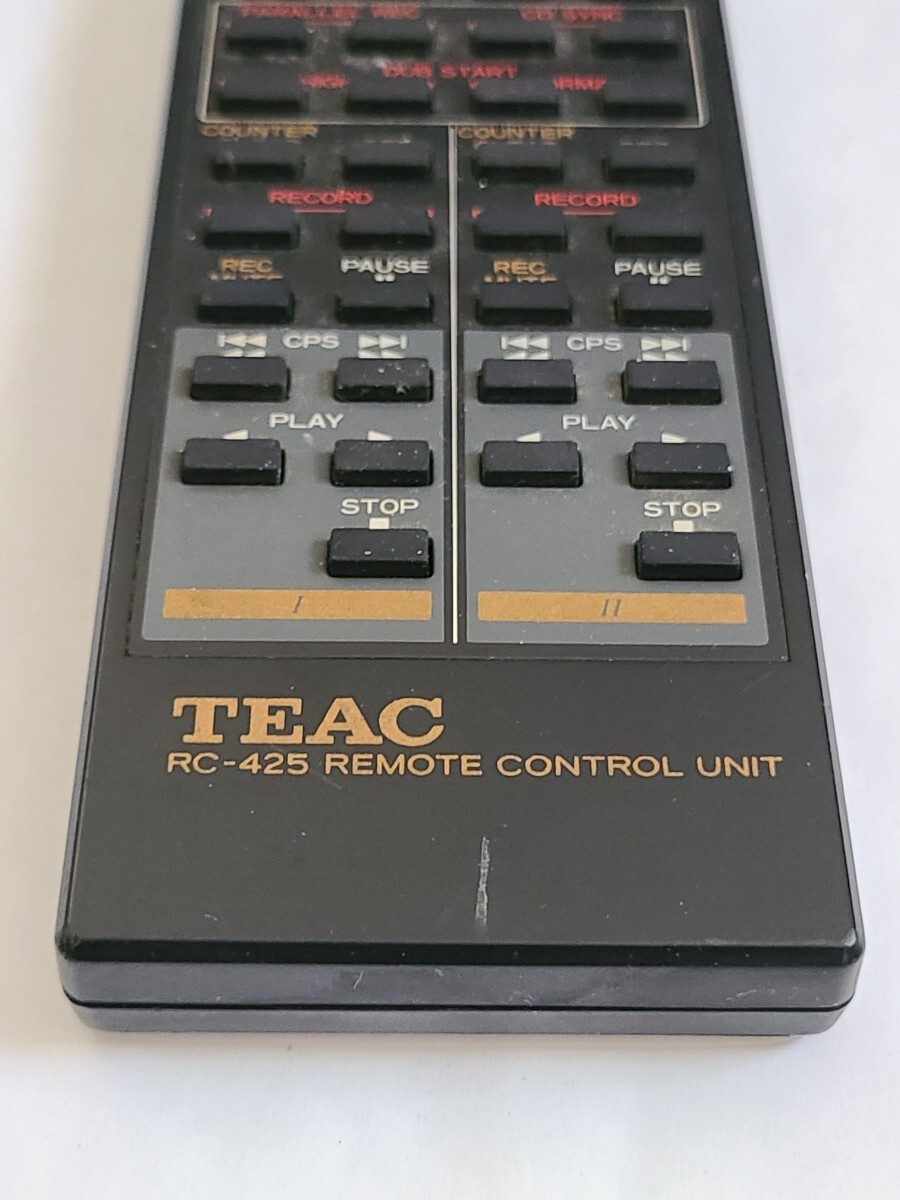 PARALLEL REC CD SYNC
DUB START
COUNTER COUNTER
RECORD RECORD
REC PAUSE REC PAUSE
CPS CPS
PLAY PLAY
STOP STOP
I II
TEAC
RC-425 REMOTE CONTROL UNIT